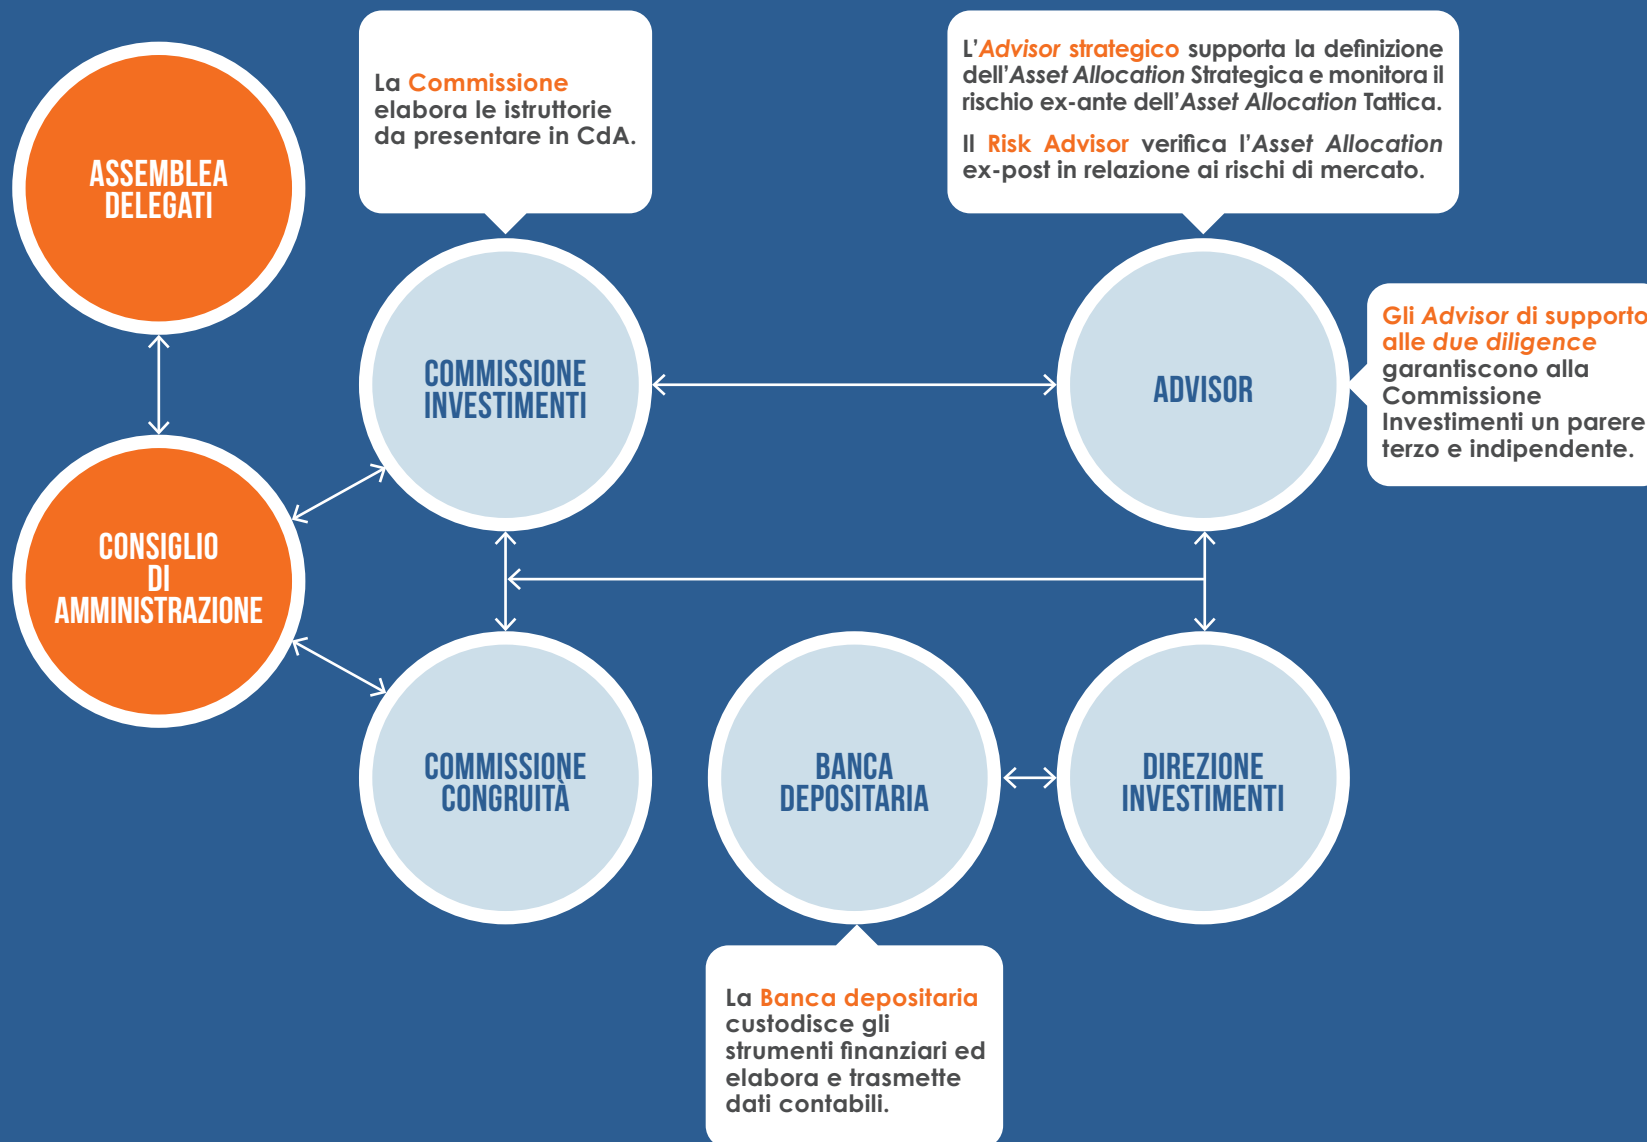 La Commissione
elabora le istruttorie
da presentare in CdA.
L'Advisor strategico supporta la definizione
dell'Asset Allocation Strategica e monitora il
rischio ex-ante dell'Asset Allocation Tattica.
Il Risk Advisor verifica l'Asset Allocation
ex-post in relazione ai rischi di mercato.
ASSEMBLEA
DELEGATI
COMMISSIONE
INVESTIMENTI
ADVISOR
Gli Advisor di supporto
alle due diligence
garantiscono alla
Commissione
Investimenti un parere
terzo e indipendente.
CONSIGLIO
DI
AMMINISTRAZIONE
COMMISSIONE
CONGRUITÀ
BANCA
DEPOSITARIA
DIREZIONE
INVESTIMENTI
La Banca depositaria
custodisce gli
strumenti finanziari ed
elabora e trasmette
dati contabili.